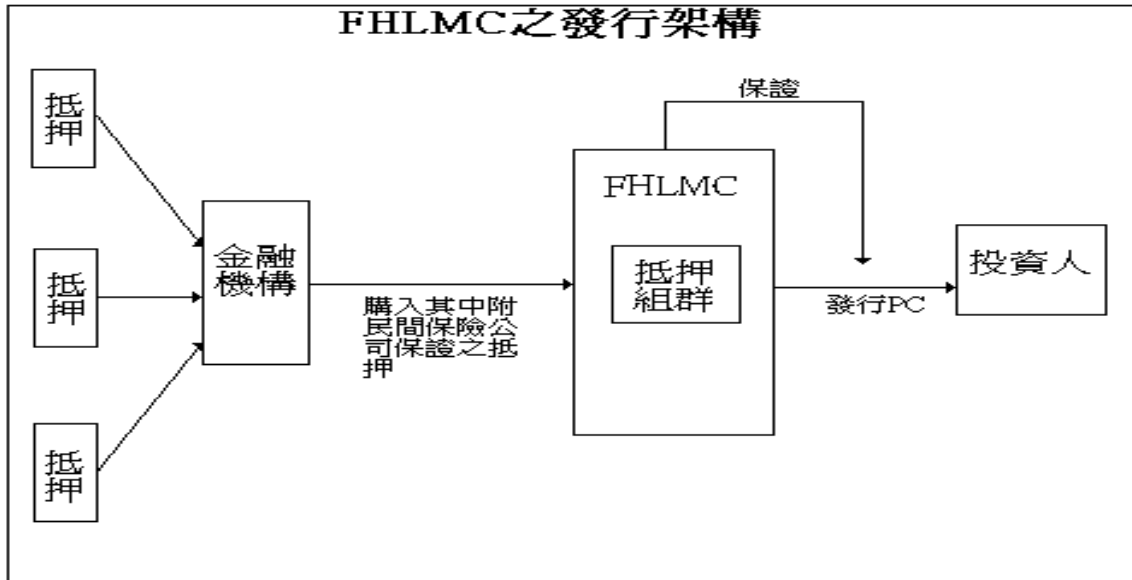 FHLMC之發行架構
抵
押
抵
押
抵
押
金融
機構
購入其中附
民間保險公
司保證之抵
押
保證
FHLMC
抵押
組群
發行PC
投資人